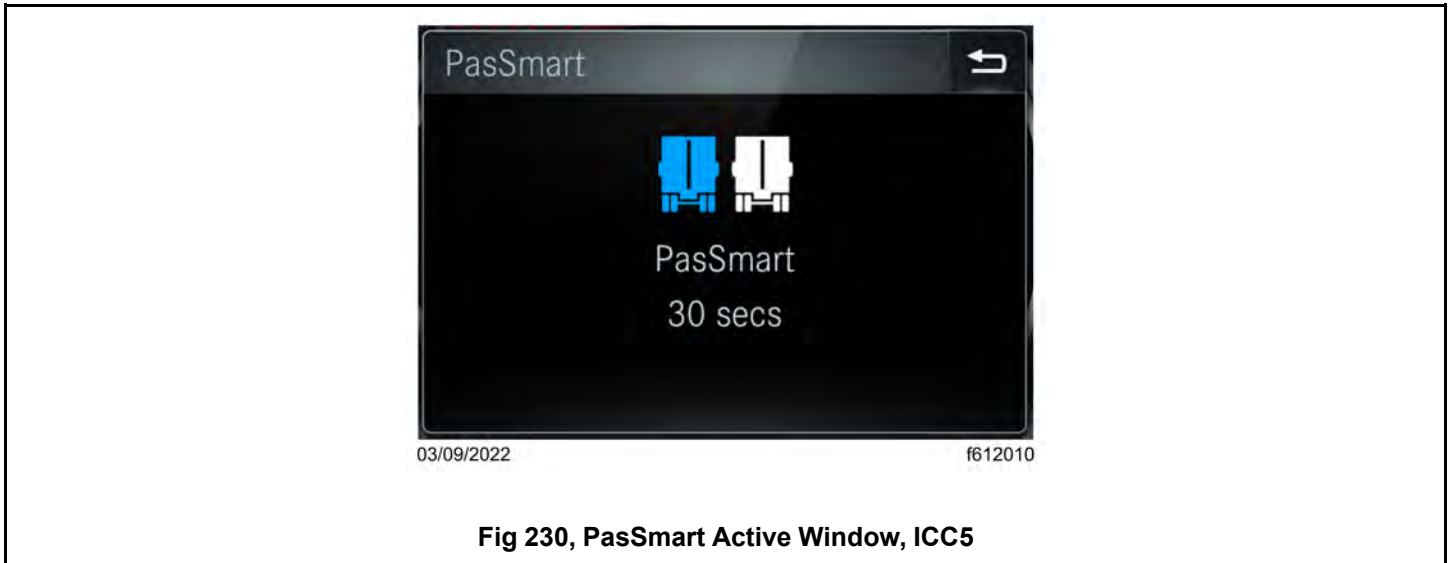 PasSmart
PasSmart
30 secs
03/09/2022 f612010
Fig 230, PasSmart Active Window, ICC5